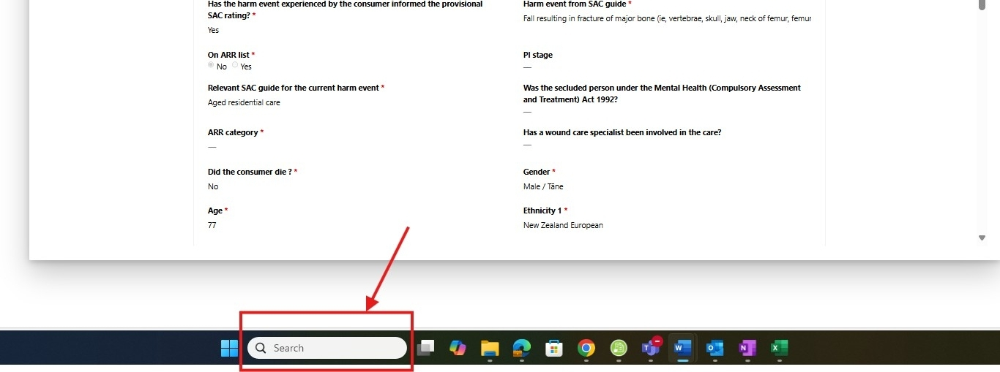 Has the harm event experienced by the consumer informed the provisional
SAC rating? *
Yes
Harm event from SAC guide *
Fall resulting in fracture of major bone (ie, vertebrae, skull, jaw, neck of femur, femur
On ARR list *
No Yes
PI stage
—
Relevant SAC guide for the current harm event *
Aged residential care
Was the secluded person under the Mental Health (Compulsory Assessment
and Treatment) Act 1992?
—
ARR category *
—
Has a wound care specialist been involved in the care?
—
Did the consumer die ? *
No
Gender *
Male / Tāne
Age *
77
Ethnicity 1 *
New Zealand European
Search